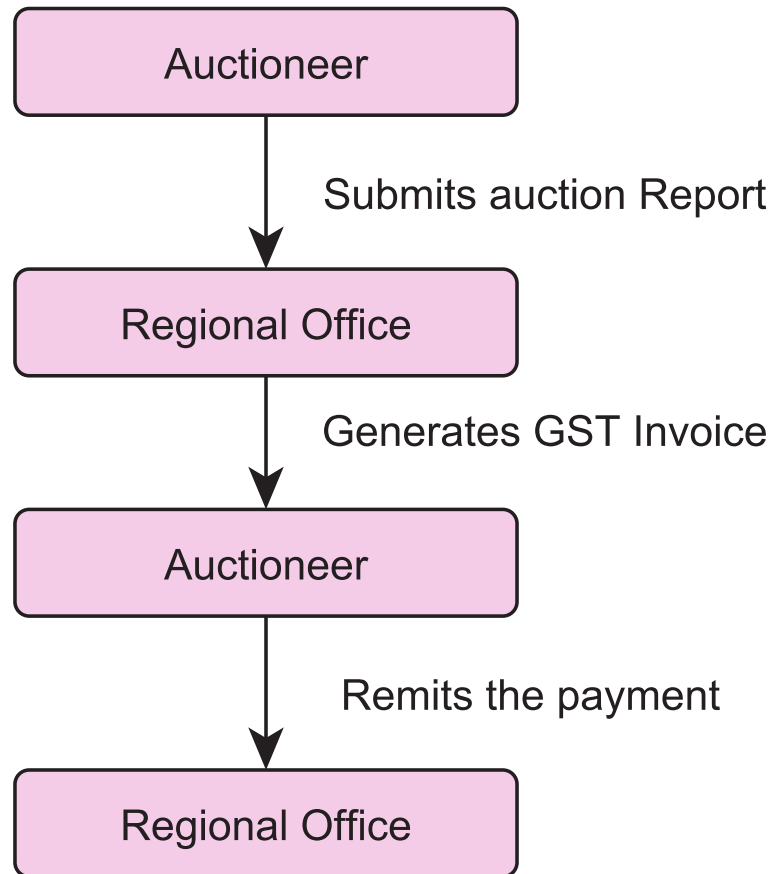 Auctioneer
Submits auction Report
Regional Office
Generates GST Invoice
Auctioneer
Remits the payment
Regional Office